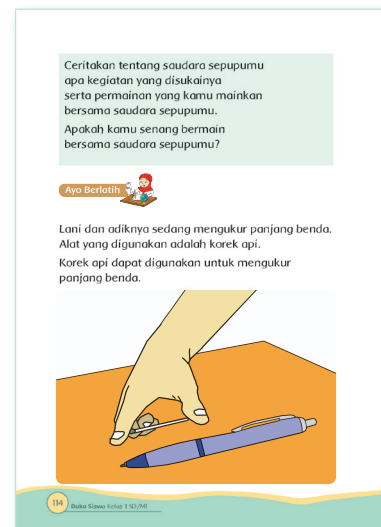 Ceritakan tentang saudara sepupumu
apa kegiatan yang disukainya
serta permainan yang kamu mainkan
bersama saudara sepupumu.
Apakah kamu senang bermain
bersama saudara sepupumu?
Ayo Berlatih
Lani dan adiknya sedang mengukur panjang benda.
Alat yang digunakan adalah korek api.
Korek api dapat digunakan untuk mengukur
panjang benda.
114 Buku Siswa Kelas 1 SD/MI